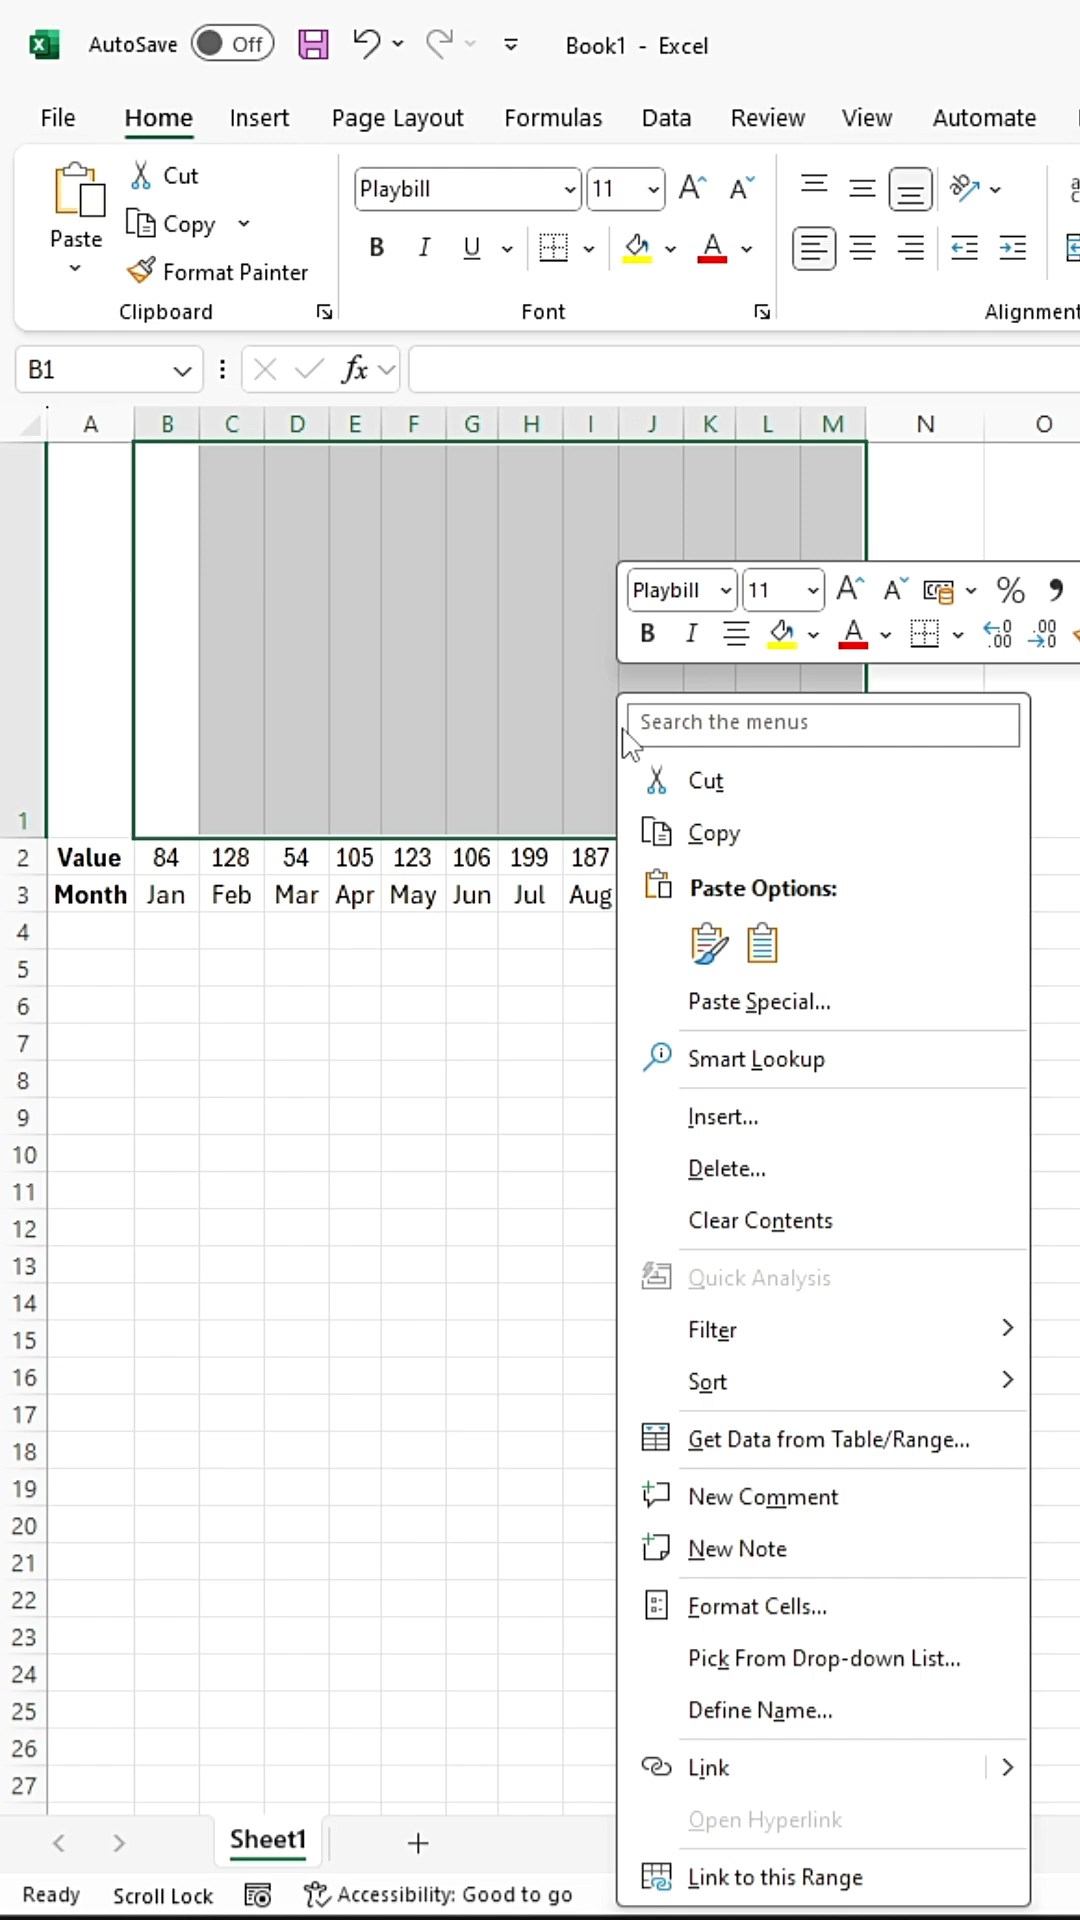 AutoSave Off Book1 - Excel
File Home Insert Page Layout Formulas Data Review View Automate
Paste
Cut
Copy
Format Painter
Clipboard
Playbill 11
B I U
Font
Alignment
B1 fx
A B C D E F G H I J K L M N O
Playbill 11 % ,
B I A
1
2 Value 84 128 54 105 123 106 199 187
3 Month Jan Feb Mar Apr May Jun Jul Aug
4
5
6
7
8
9
10
11
12
13
14
15
16
17
18
19
20
21
22
23
24
25
26
27
Search the menus
Cut
Copy
Paste Options:
Paste Special...
Smart Lookup
Insert...
Delete...
Clear Contents
Quick Analysis
Filter
Sort
Get Data from Table/Range...
New Comment
New Note
Format Cells...
Pick From Drop-down List...
Define Name...
Link
Open Hyperlink
Link to this Range
Sheet1
Ready Scroll Lock Accessibility: Good to go